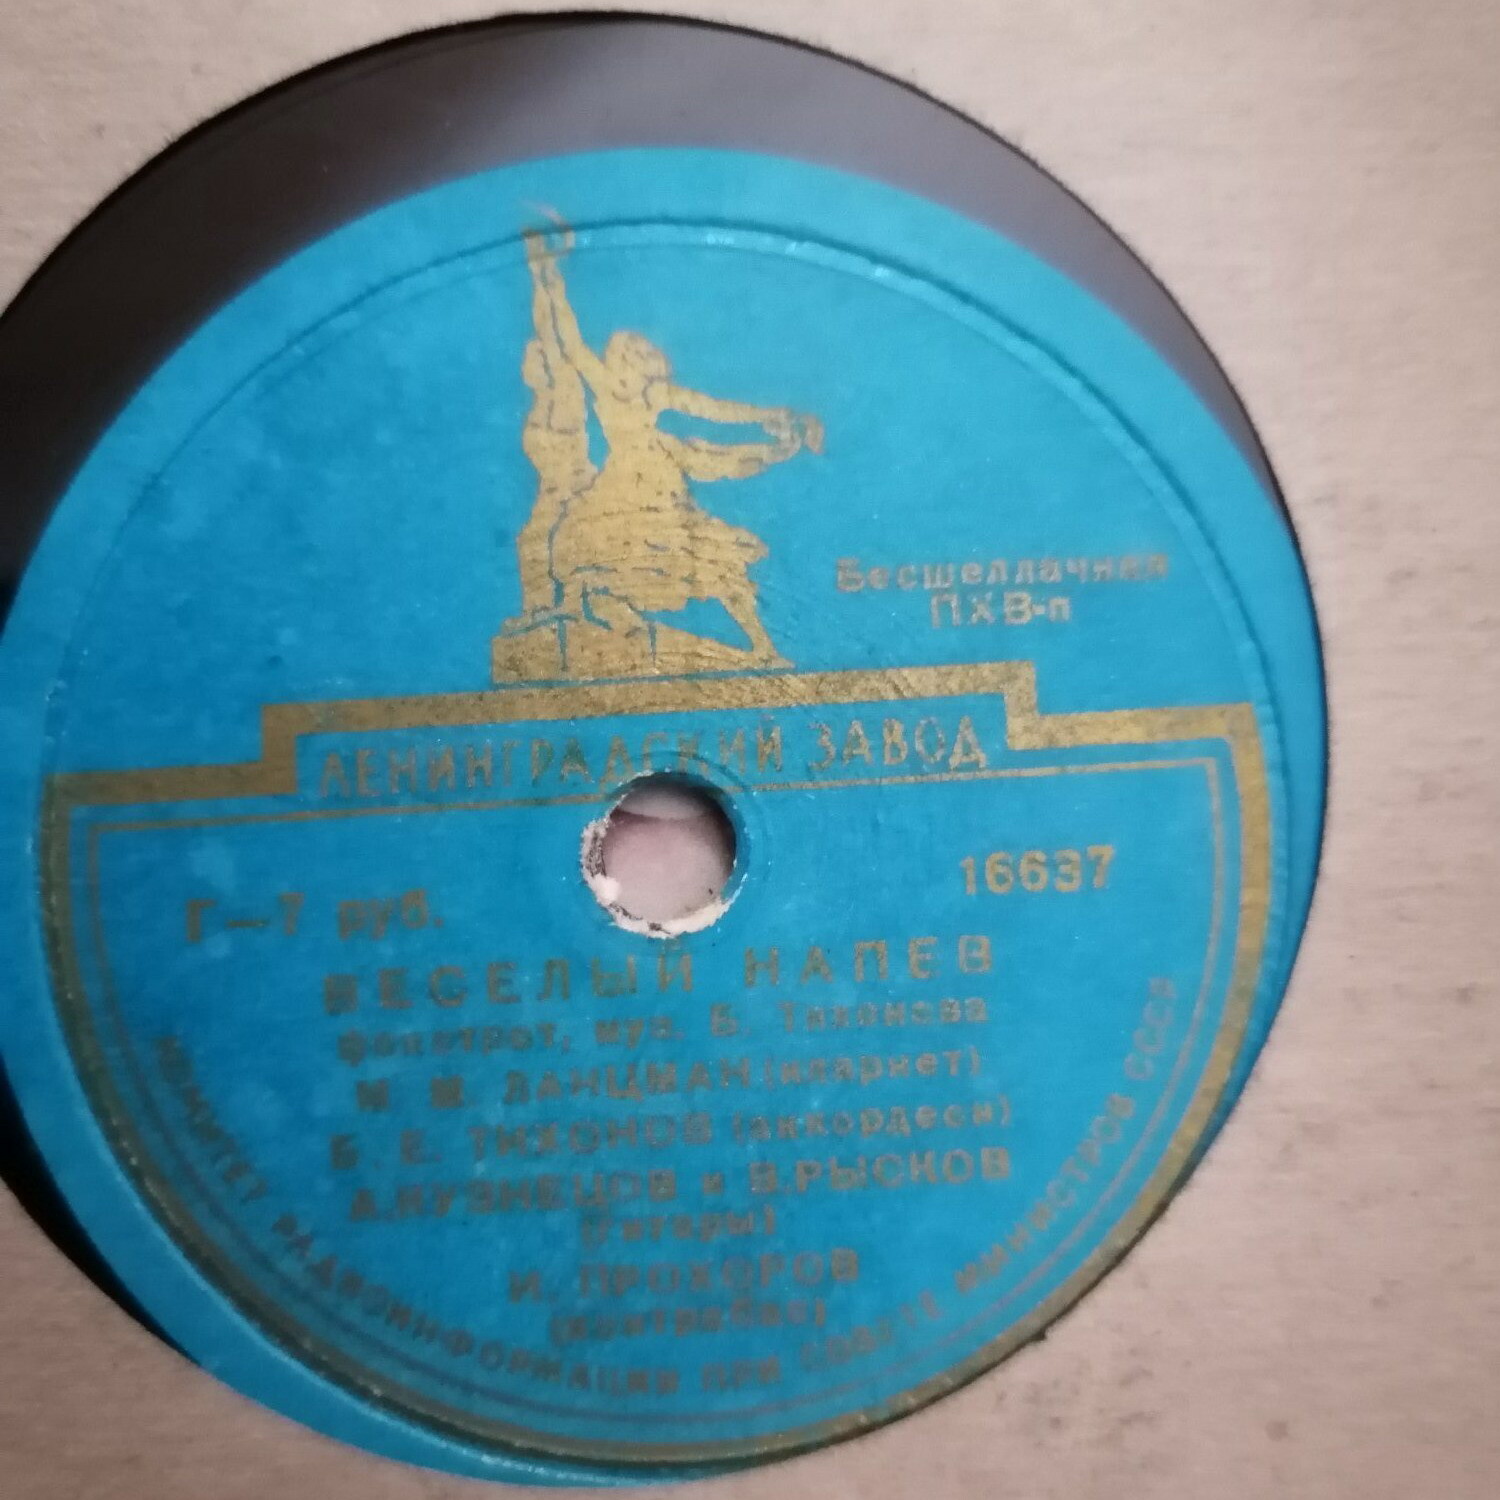 Бесшеллачная
ПХВ-п
ЛЕНИНГРАДСКИЙ ЗАВОД
16637
Г—7 руб.
ВЕСЕЛЫЙ НАПЕВ
фокстрот, муз. Б. Тихонова
И. М. ЛАНЦМАН (кларнет)
Б. Е. ТИХОНОВ (аккордеон)
А. КУЗНЕЦОВ и В. РЫСКОВ
(гитары)
И. ПРОХОРОВ
(контрабас)
КОМИТЕТ РАДИОИНФОРМАЦИИ ПРИ СОВЕТЕ МИНИСТРОВ СССР